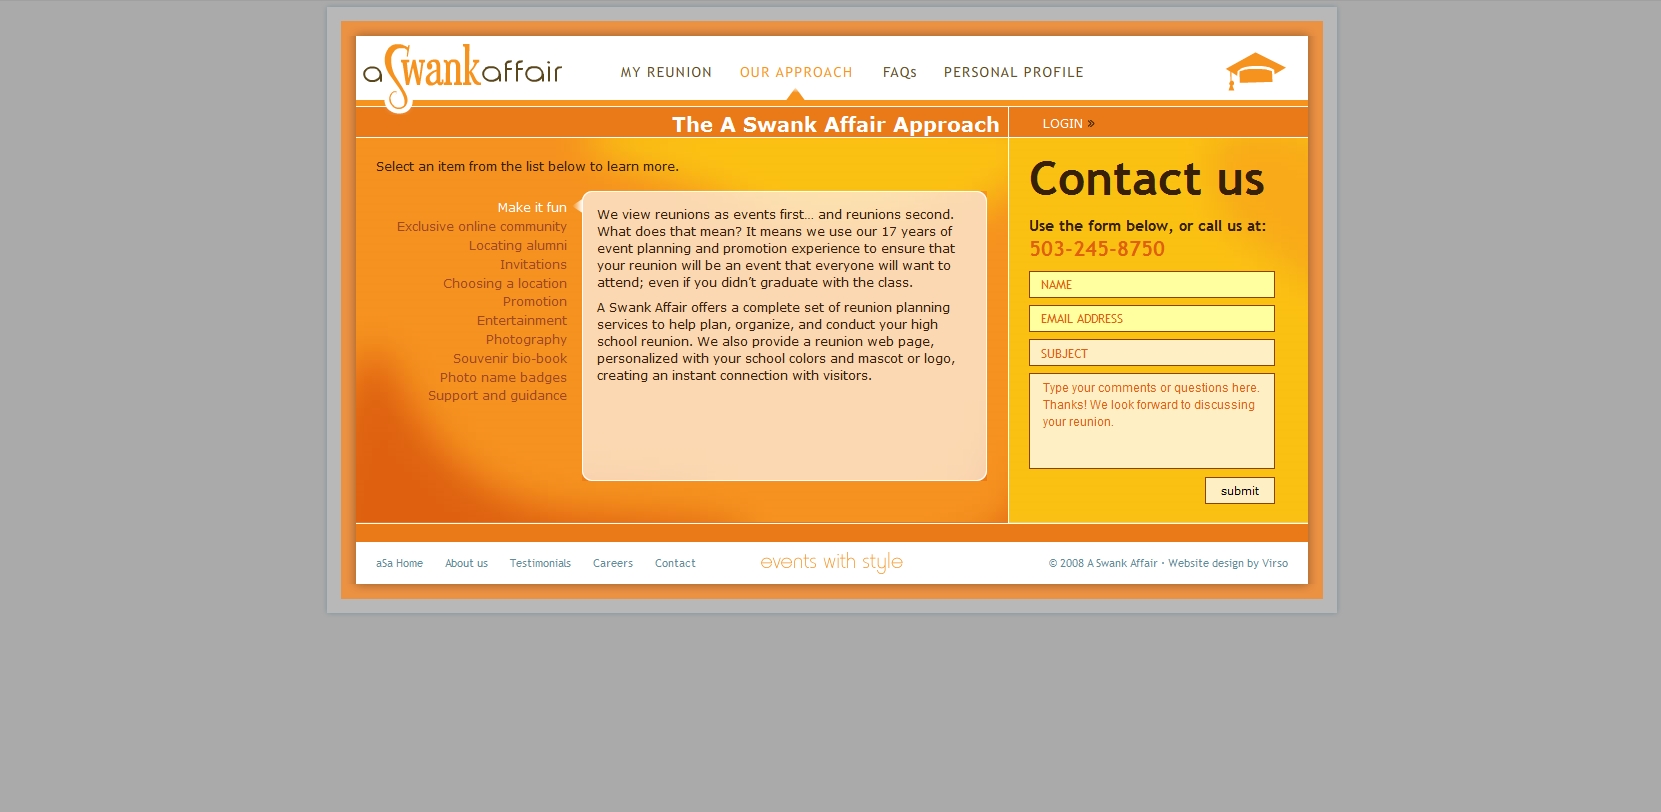 aSwankaffair
MY REUNION
OUR APPROACH
FAQs
PERSONAL PROFILE
The A Swank Affair Approach
LOGIN »
Select an item from the list below to learn more.
Make it fun
Exclusive online community
Locating alumni
Invitations
Choosing a location
Promotion
Entertainment
Photography
Souvenir bio-book
Photo name badges
Support and guidance
We view reunions as events first... and reunions second.
What does that mean? It means we use our 17 years of
event planning and promotion experience to ensure that
your reunion will be an event that everyone will want to
attend; even if you didn’t graduate with the class.
A Swank Affair offers a complete set of reunion planning
services to help plan, organize, and conduct your high
school reunion. We also provide a reunion web page,
personalized with your school colors and mascot or logo,
creating an instant connection with visitors.
Contact us
Use the form below, or call us at:
503-245-8750
NAME
EMAIL ADDRESS
SUBJECT
Type your comments or questions here.
Thanks! We look forward to discussing
your reunion.
submit
aSa Home
About us
Testimonials
Careers
Contact
events with style
© 2008 A Swank Affair • Website design by Virso